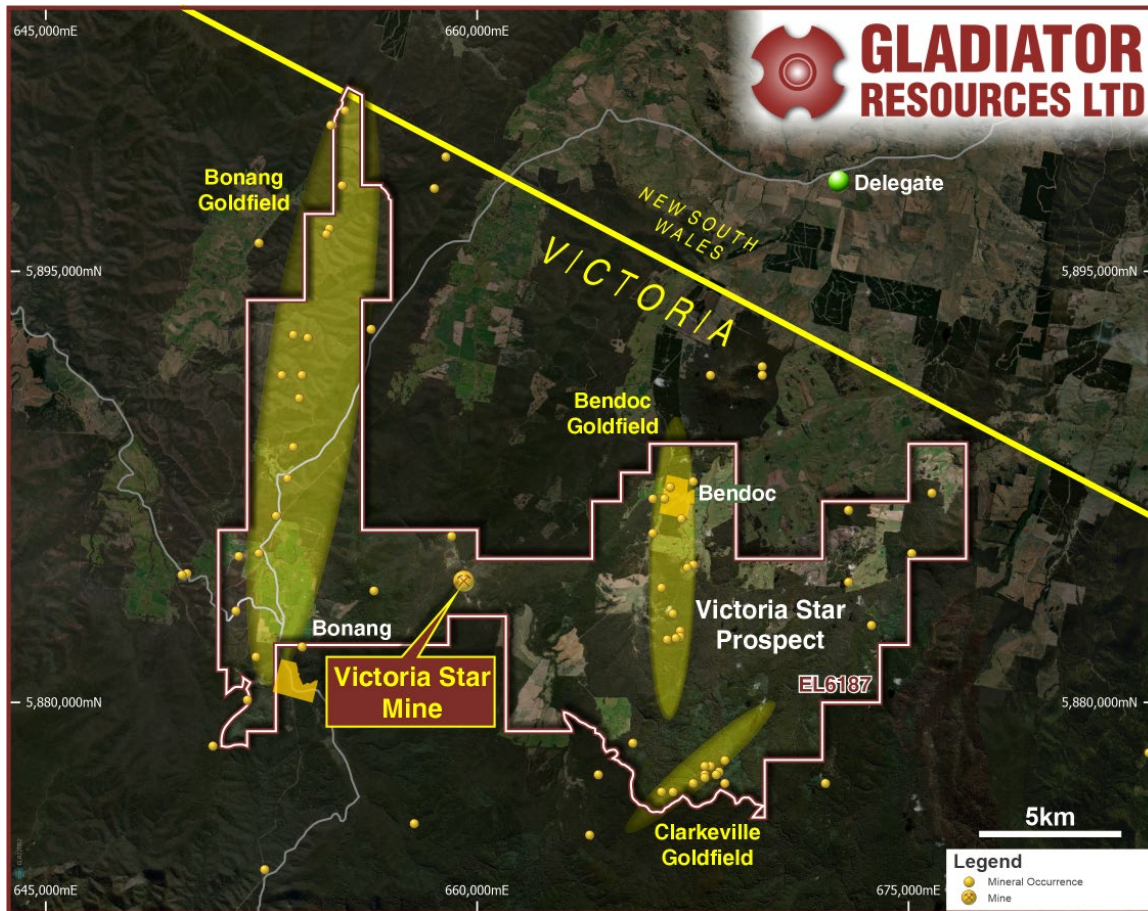 645,000mE
660,000mE
GLADIATOR
RESOURCES LTD
Bonang
Goldfield
Delegate
NEW SOUTH
WALES
VICTORIA
5,895,000mN
5,895,000mN
Bendoc
Goldfield
Bendoc
Victoria Star
Prospect
Bonang
Victoria Star
Mine
EL6187
5,880,000mN
5,880,000mN
Clarkeville
Goldfield
5km
Legend
Mineral Occurrence
Mine
645,000mE
660,000mE
675,000mE